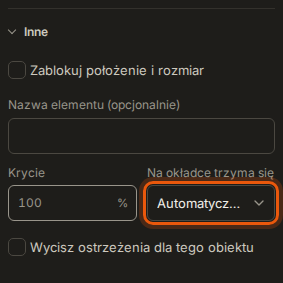 Inne
Zablokuj położenie i rozmiar
Nazwa elementu (opcjonalnie)
Krycie Na okładce trzyma się
100 % Automatycz...
Wycisz ostrzeżenia dla tego obiektu